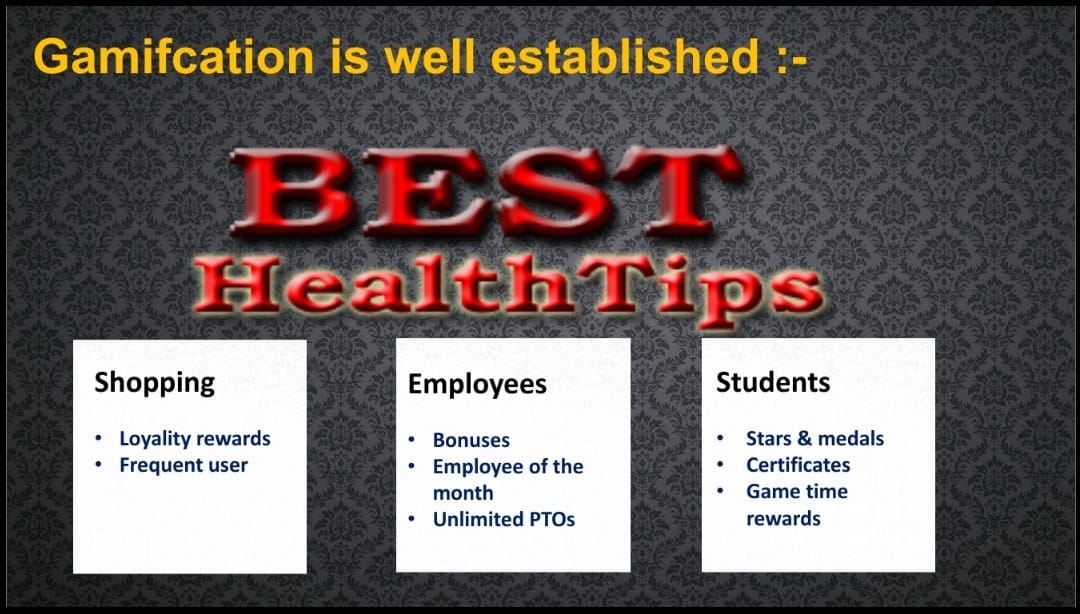 Gamifcation is well established :-
BEST
HealthTips
Shopping
• Loyality rewards
• Frequent user
Employees
• Bonuses
• Employee of the
month
• Unlimited PTOs
Students
• Stars & medals
• Certificates
• Game time
rewards